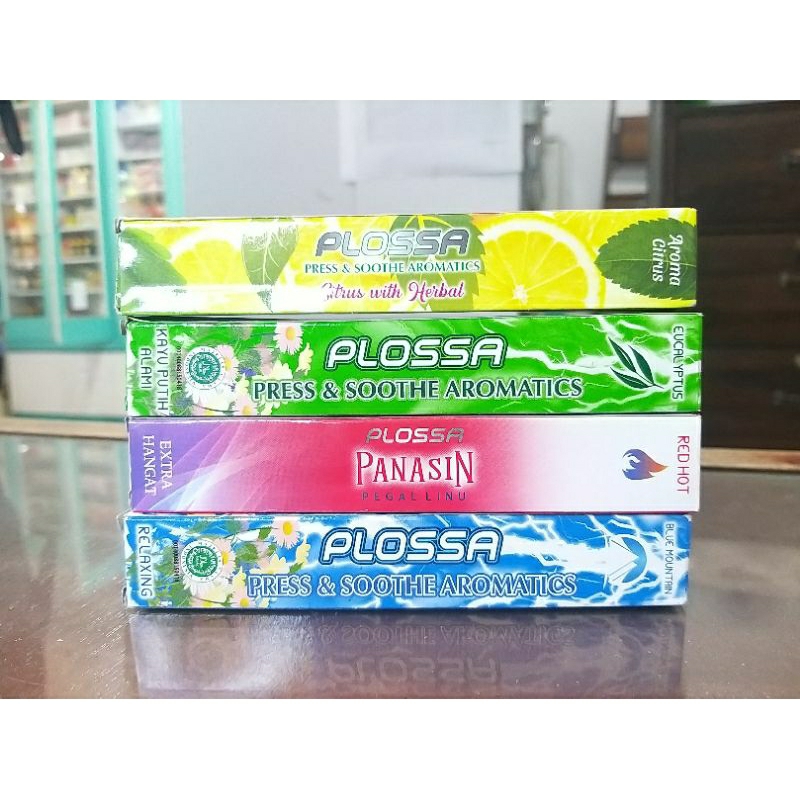 PLOSSA
PRESS & SOOTHE AROMATICS
Citrus with Herbal
Aroma
Citrus
KAYU PUTIH
ALAMI
PLOSSA
PRESS & SOOTHE AROMATICS
EUCALYPTUS
EXTRA
HANGAT
PLOSSA
PANASIN
PEGAL LINU
RED HOT
RELAXING
PLOSSA
PRESS & SOOTHE AROMATICS
BLUE MOUNTAIN